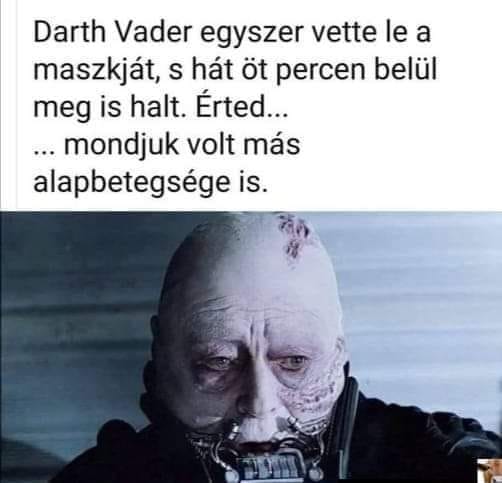 Darth Vader egyszer vette le a
maszkját, s hát öt percen belül
meg is halt. Érted...
... mondjuk volt más
alapbetegsége is.